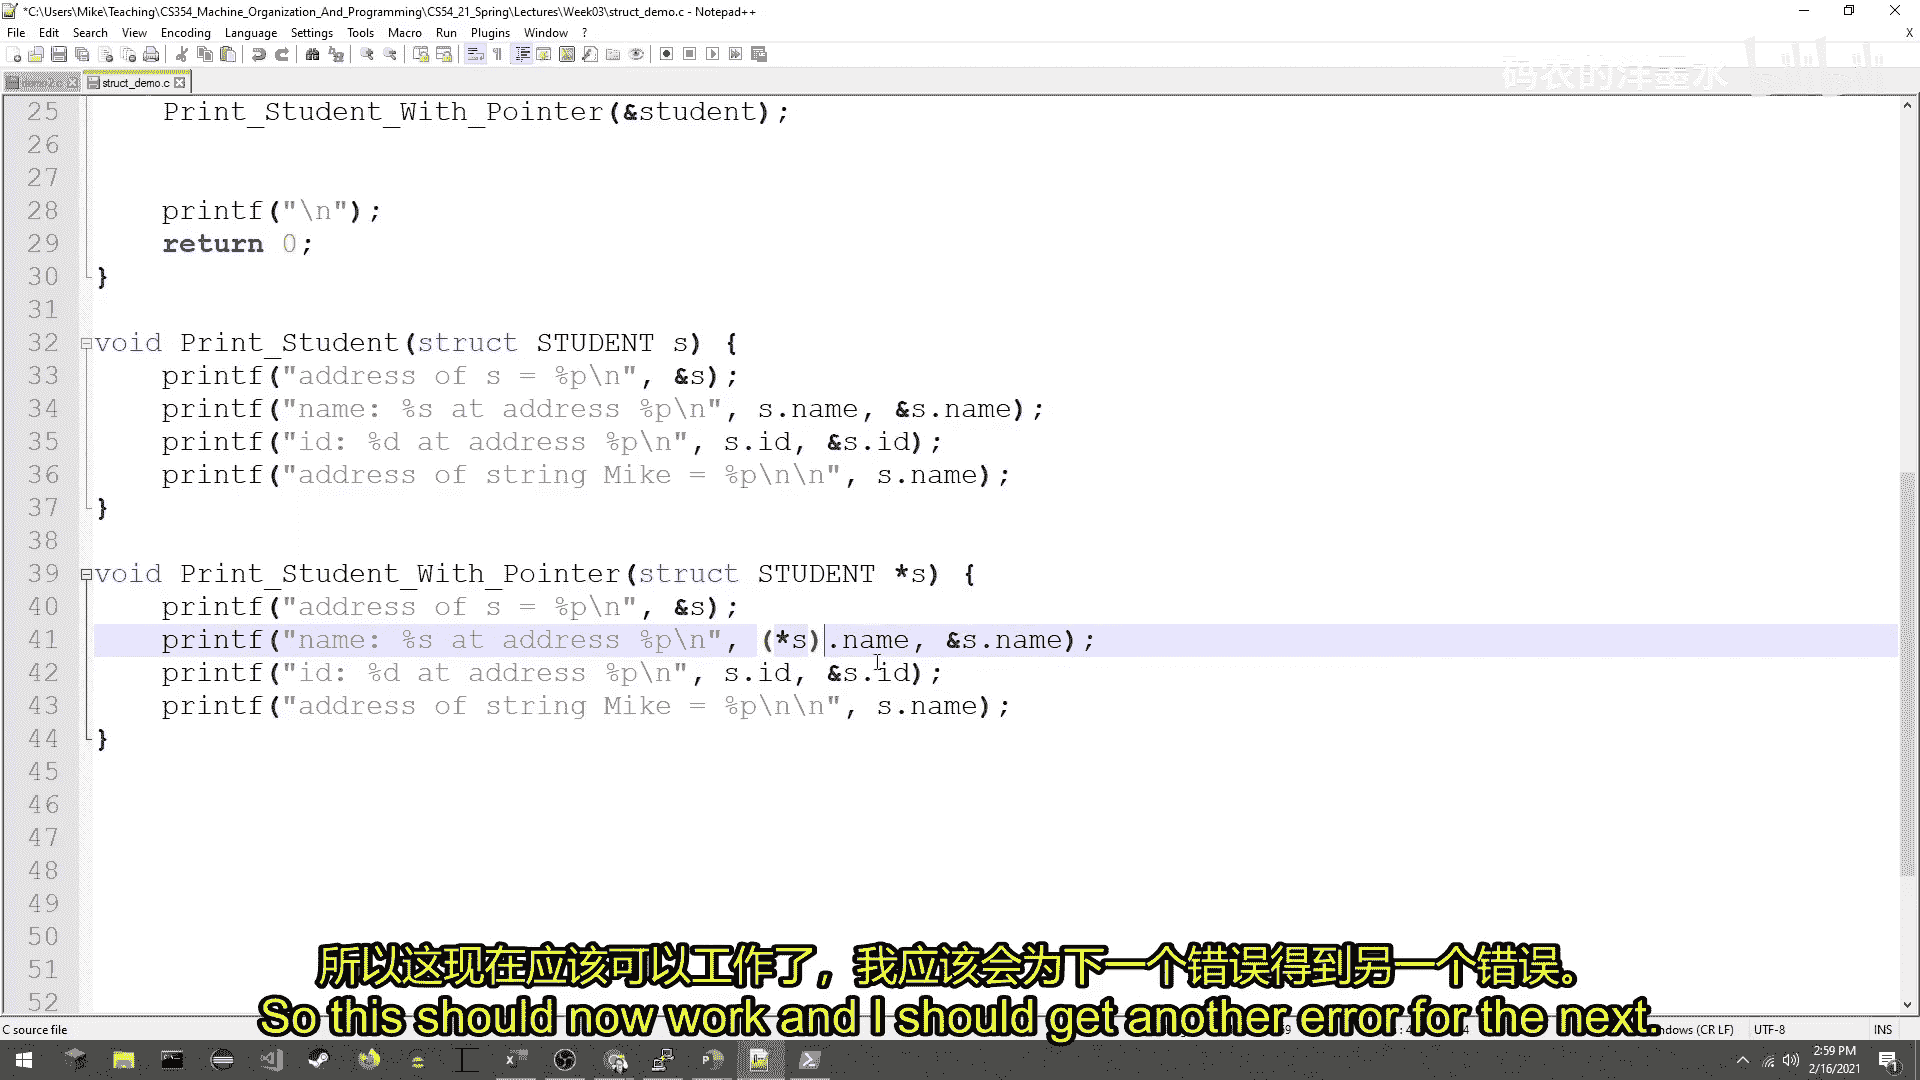 *C:\Users\Mike\Teaching\CS354_Machine_Organization_And_Programming\CS54_21_Spring\Lectures\Week03\struct_demo.c - Notepad++
File Edit Search View Encoding Language Settings Tools Macro Run Plugins Window ? X
struct_demo.c
码农的洋墨水
25 Print_Student_With_Pointer(&student);
26
27
28 printf("\n");
29 return 0;
30 }
31
32 void Print_Student(struct STUDENT s) {
33 printf("address of s = %p\n", &s);
34 printf("name: %s at address %p\n", s.name, &s.name);
35 printf("id: %d at address %p\n", s.id, &s.id);
36 printf("address of string Mike = %p\n\n", s.name);
37 }
38
39 void Print_Student_With_Pointer(struct STUDENT *s) {
40 printf("address of s = %p\n", &s);
41 printf("name: %s at address %p\n", (*s).name, &s.name);
42 printf("id: %d at address %p\n", s.id, &s.id);
43 printf("address of string Mike = %p\n\n", s.name);
44 }
45
46
47
48
49
50
51
52
所以这现在应该可以工作了，我应该会为下一个错误得到另一个错误。
So this should now work and I should get another error for the next.
C source file (CR LF) UTF-8 INS
2:59 PM
2/16/2021